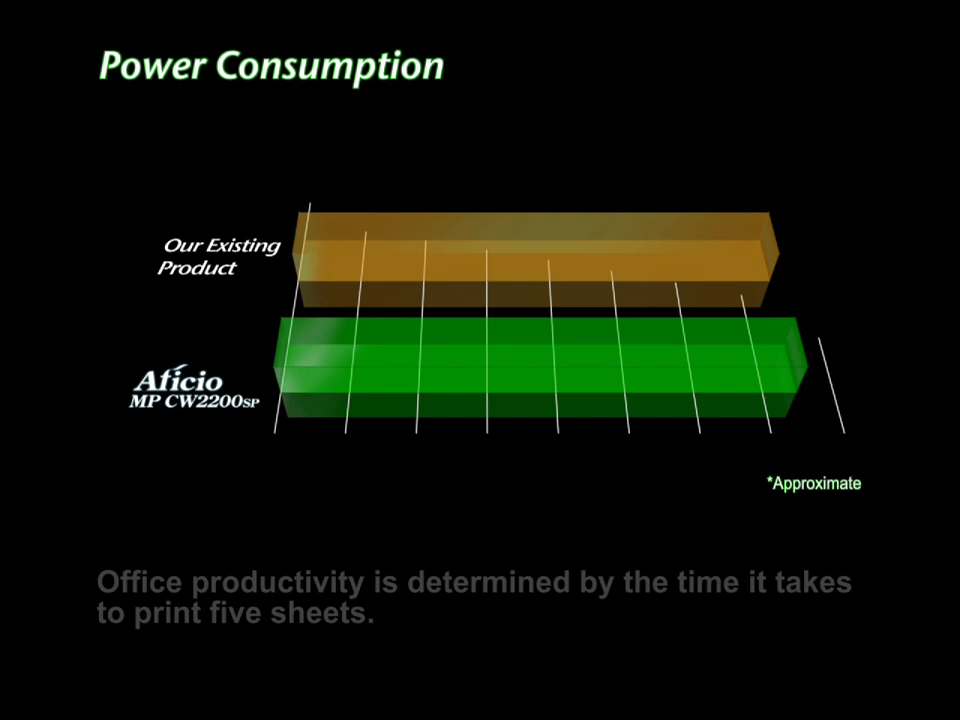 Power Consumption
Our Existing
Product
Aficio
MP CW2200SP
*Approximate
Office productivity is determined by the time it takes
to print five sheets.